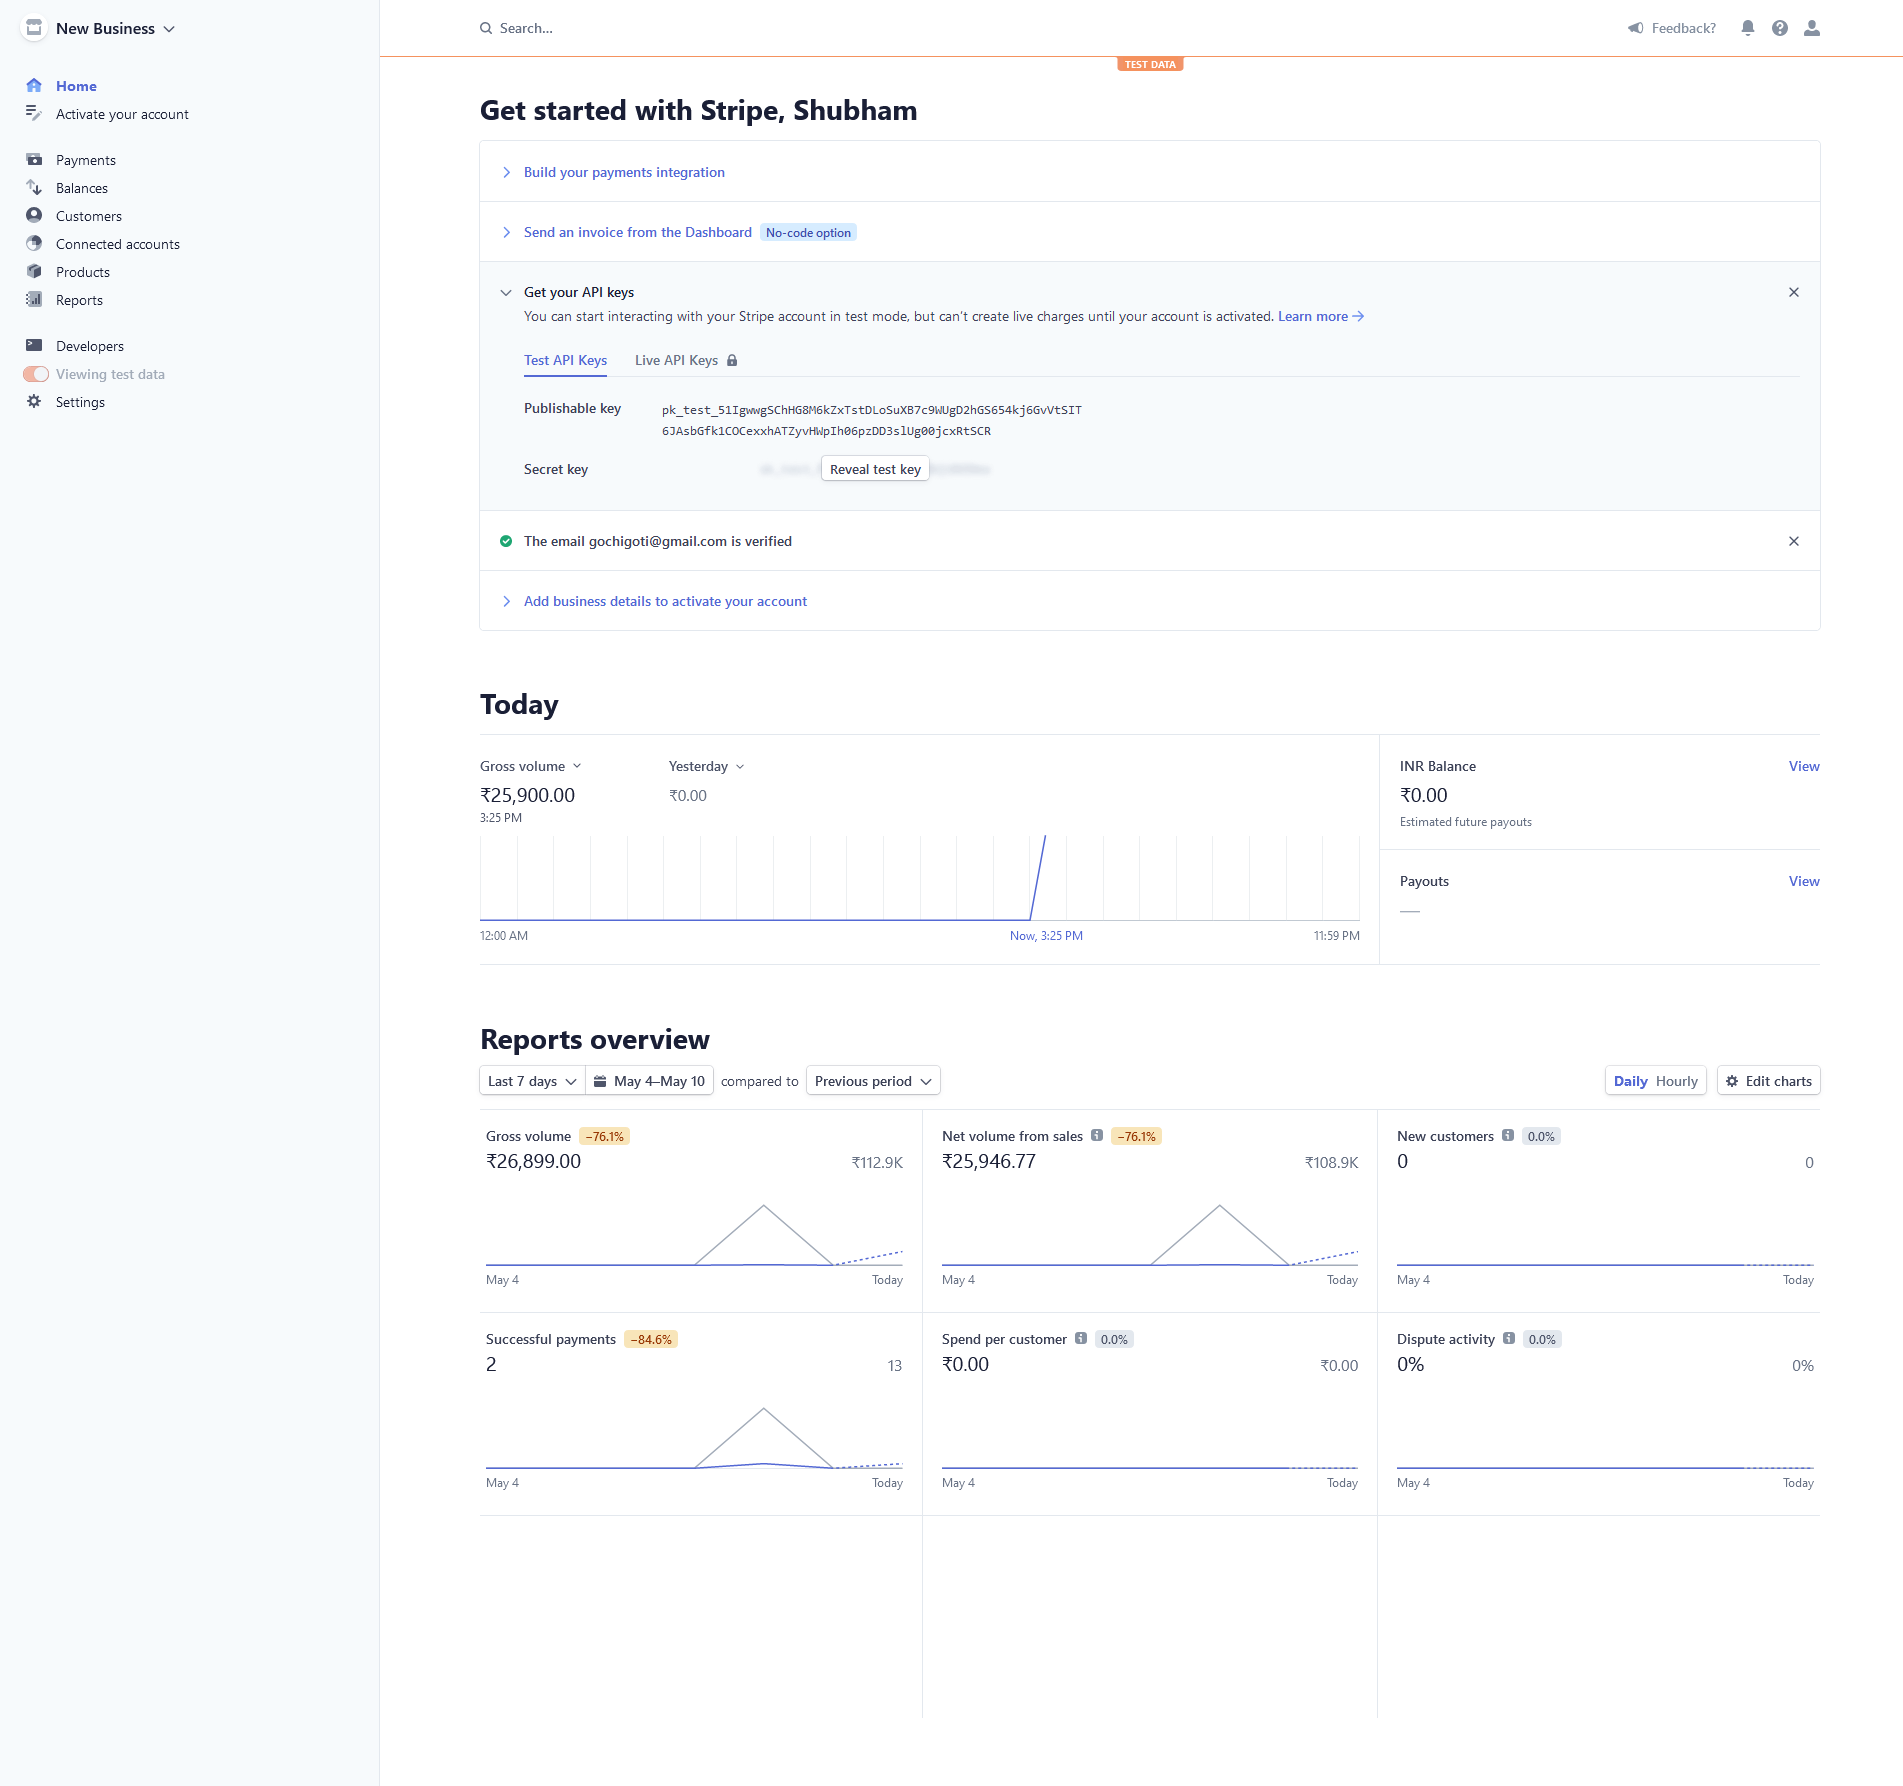 New Business
Home
Activate your account
Payments
Balances
Customers
Connected accounts
Products
Reports
Developers
Viewing test data
Settings
Search...
Feedback?
TEST DATA
Get started with Stripe, Shubham
Build your payments integration
Send an invoice from the Dashboard No-code option
Get your API keys
You can start interacting with your Stripe account in test mode, but can't create live charges until your account is activated. Learn more
Test API Keys Live API Keys
Publishable key pk_test_51IgwwgSChHG8M6kZxTstDLoSuXB7c9WUgD2hGS654kj6GvVtSIT
6JAsbGfk1COCexxhATZyvHWpIh06pzDD3slUg00jcxRtSCR
Secret key Reveal test key
The email gochigoti@gmail.com is verified
Add business details to activate your account
Today
Gross volume Yesterday
₹25,900.00 ₹0.00
3:25 PM
12:00 AM Now, 3:25 PM 11:59 PM
INR Balance View
₹0.00
Estimated future payouts
Payouts View
—
Reports overview
Last 7 days May 4–May 10 compared to Previous period Daily Hourly Edit charts
Gross volume −76.1%
₹26,899.00 ₹112.9K
May 4 Today
Net volume from sales −76.1%
₹25,946.77 ₹108.9K
May 4 Today
New customers 0.0%
0 0
May 4 Today
Successful payments −84.6%
2 13
May 4 Today
Spend per customer 0.0%
₹0.00 ₹0.00
May 4 Today
Dispute activity 0.0%
0% 0%
May 4 Today